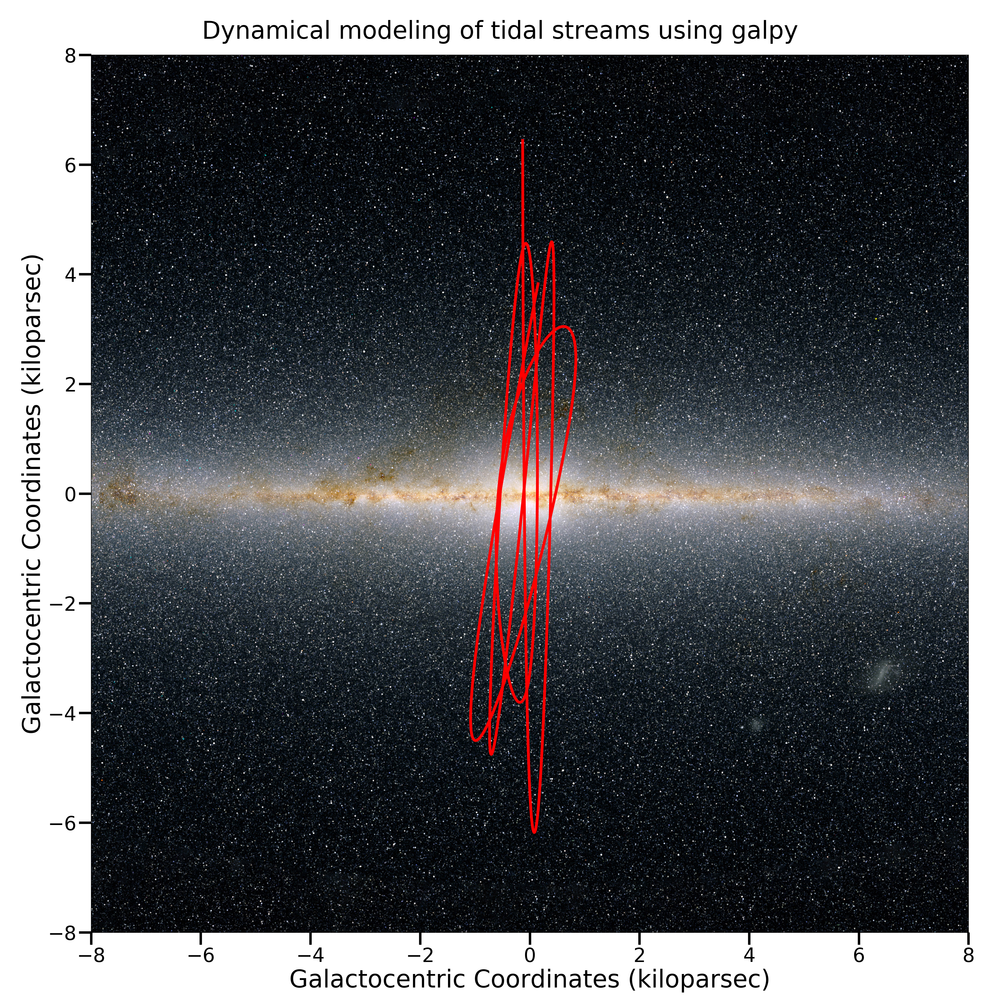 Dynamical modeling of tidal streams using galpy
8
6
4
2
0
−2
−4
−6
−8
Galactocentric Coordinates (kiloparsec)
−8 −6 −4 −2 0 2 4 6 8
Galactocentric Coordinates (kiloparsec)